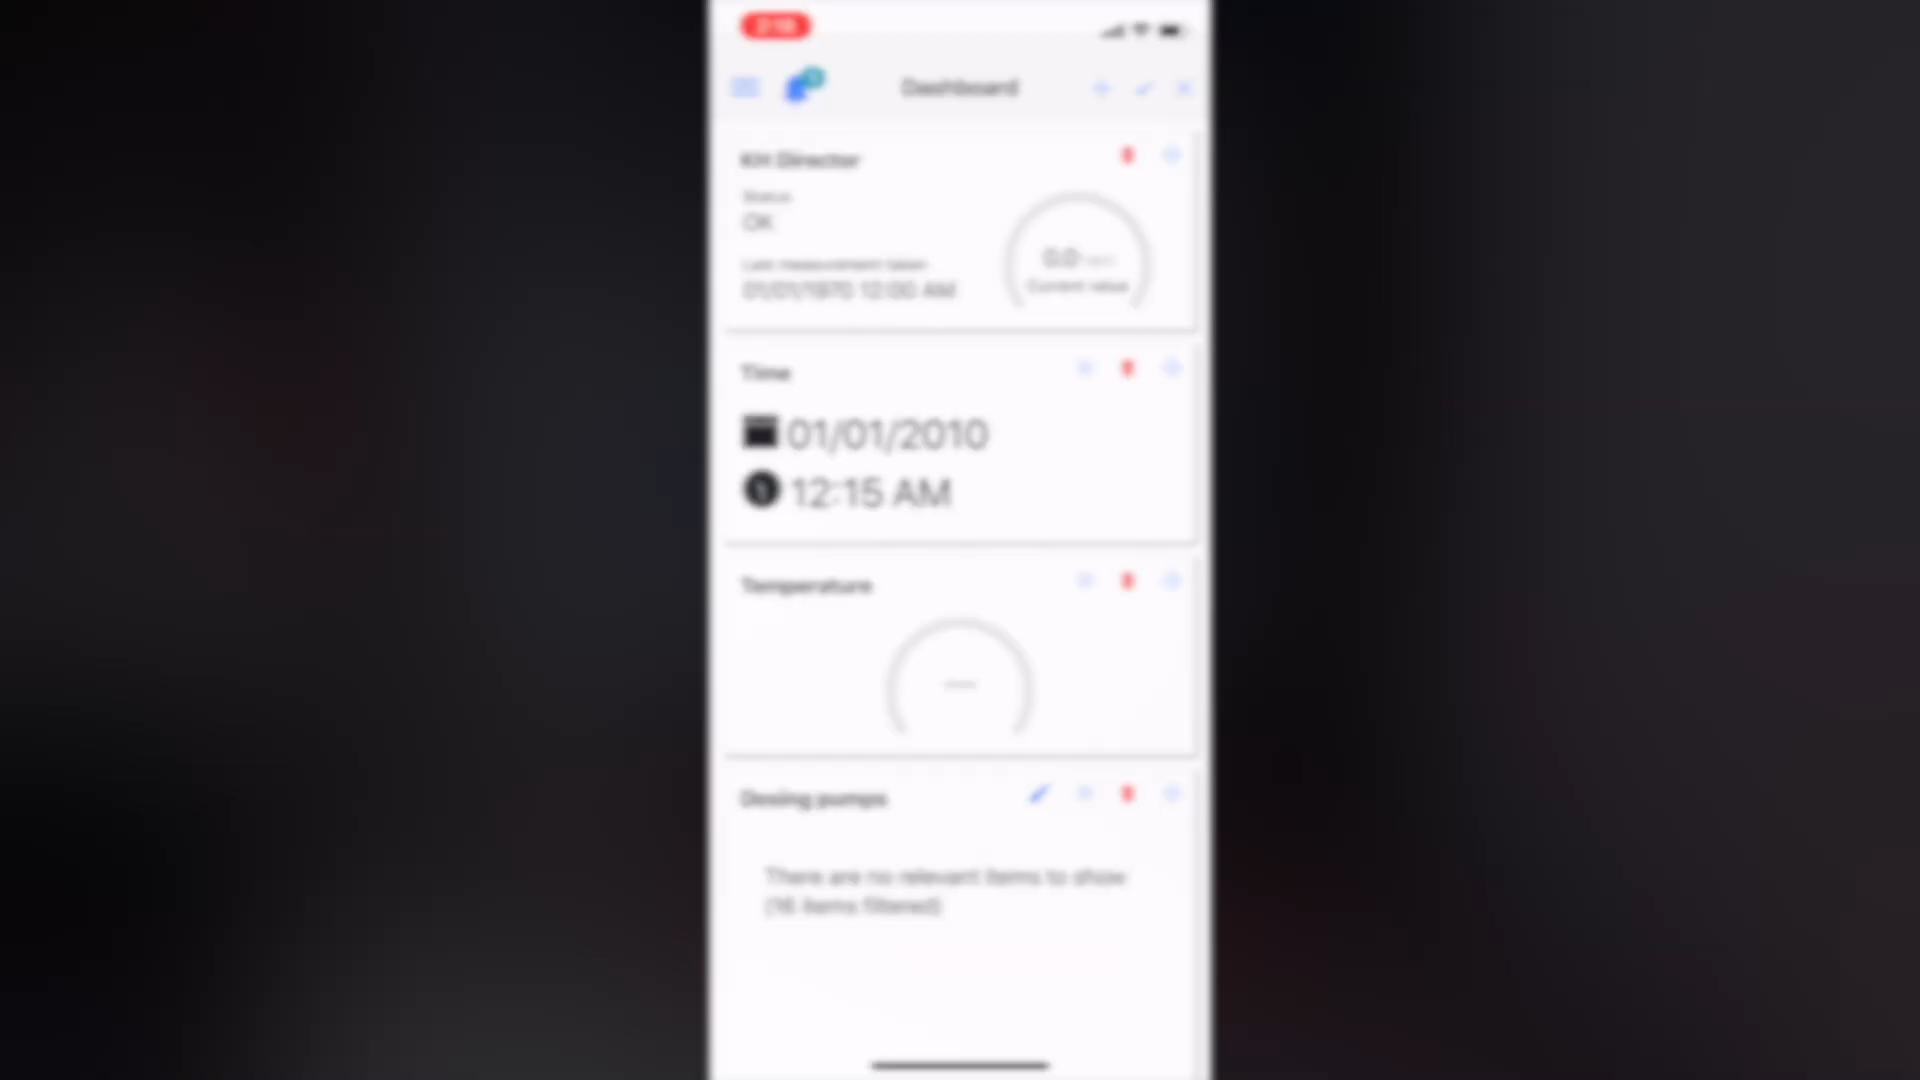 Dashboard
KH Director
Status
OK
0.0
Last measurement taken
Current value
01/01/1970 12:00 AM
Time
01/01/2010
12:15 AM
Temperature
Dosing pumps
There are no relevant items to show
(16 items filtered)